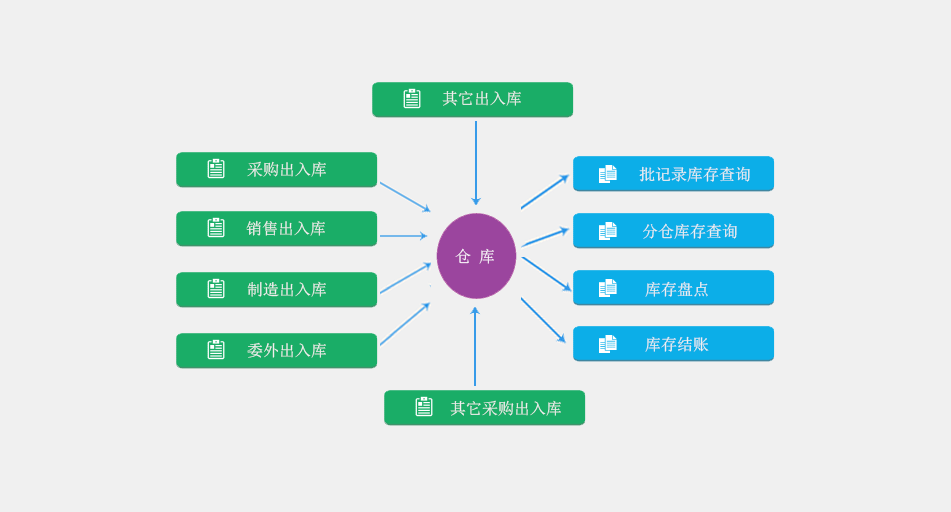 其它出入库
采购出入库
销售出入库
制造出入库
委外出入库
仓 库
批记录库存查询
分仓库存查询
库存盘点
库存结账
其它采购出入库